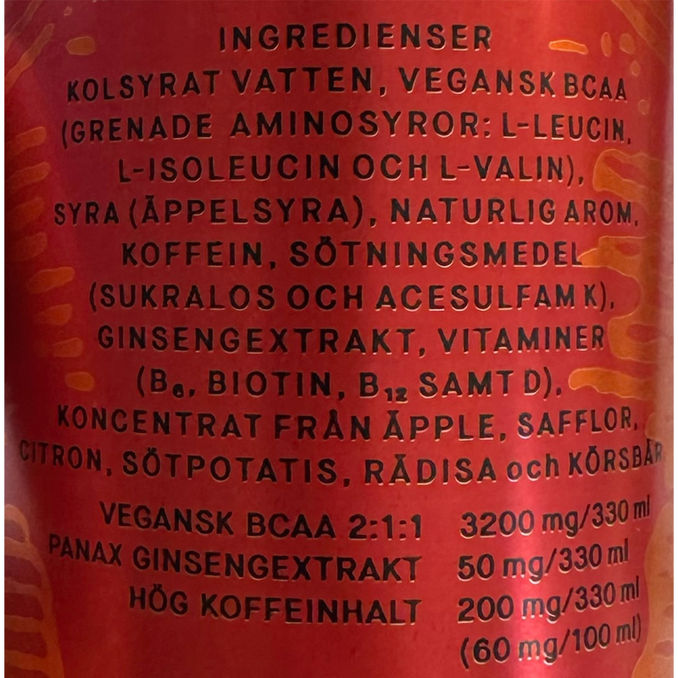 INGREDIENSER
KOLSYRAT VATTEN, VEGANSK BCAA
(GRENADE AMINOSYROR: L-LEUCIN,
L-ISOLEUCIN OCH L-VALIN),
SYRA (ÄPPELSYRA), NATURLIG AROM,
KOFFEIN, SÖTNINGSMEDEL
(SUKRALOS OCH ACESULFAM K),
GINSENGEXTRAKT, VITAMINER
(B₆, BIOTIN, B₁₂ SAMT D),
KONCENTRAT FRÅN ÄPPLE, SAFFLOR,
CITRON, SÖTPOTATIS, RÄDISA och KÖRSBÄR
VEGANSK BCAA 2:1:1 3200 mg/330 ml
PANAX GINSENGEXTRAKT 50 mg/330 ml
HÖG KOFFEINHALT 200 mg/330 ml
(60 mg/100 ml)